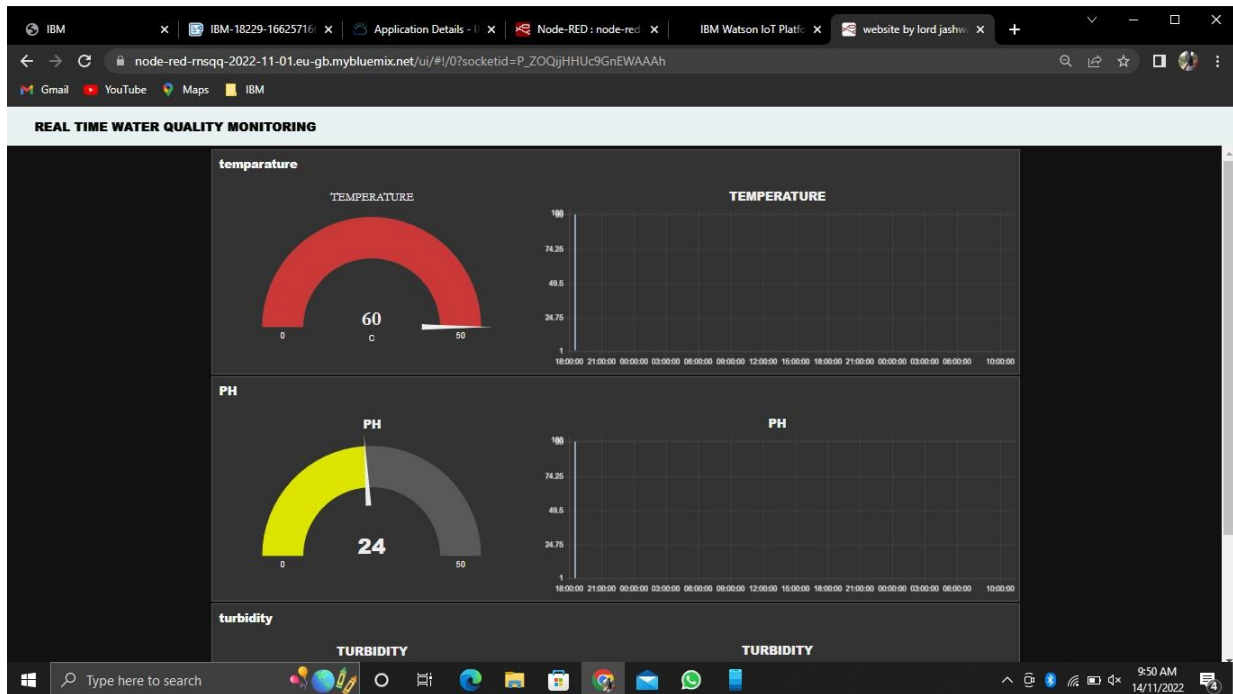 IBM
IBM-18229-16625716
Application Details - I
Node-RED : node-red
IBM Watson IoT Platfo
website by lord jashw
node-red-rnsqq-2022-11-01.eu-gb.mybluemix.net/ui/#!/0?socketid=P_ZOQijHHUc9GnEWAAAh
Gmail YouTube Maps IBM
REAL TIME WATER QUALITY MONITORING
temparature
TEMPERATURE
60
C
0 50
TEMPERATURE
74.25
49.5
24.75
1
18:00:00 21:00:00 00:00:00 03:00:00 06:00:00 09:00:00 12:00:00 15:00:00 18:00:00 21:00:00 00:00:00 03:00:00 06:00:00 10:00:00
PH
PH
24
0 50
PH
74.25
49.5
24.75
1
18:00:00 21:00:00 00:00:00 03:00:00 06:00:00 09:00:00 12:00:00 15:00:00 18:00:00 21:00:00 00:00:00 03:00:00 06:00:00 10:00:00
turbidity
TURBIDITY
TURBIDITY
Type here to search
9:50 AM
14/11/2022
4